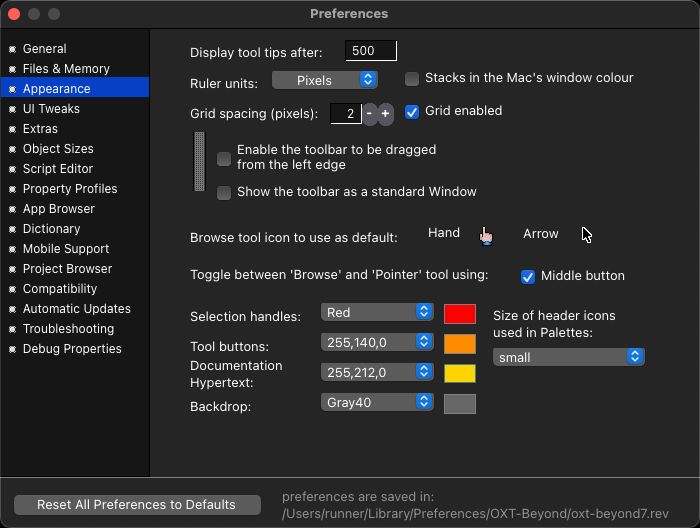 Preferences
General
Files & Memory
Appearance
UI Tweaks
Extras
Object Sizes
Script Editor
Property Profiles
App Browser
Dictionary
Mobile Support
Project Browser
Compatibility
Automatic Updates
Troubleshooting
Debug Properties
Display tool tips after: 500
Ruler units: Pixels
Stacks in the Mac's window colour
Grid spacing (pixels): 2 - +
Grid enabled
Enable the toolbar to be dragged
from the left edge
Show the toolbar as a standard Window
Browse tool icon to use as default: Hand Arrow
Toggle between 'Browse' and 'Pointer' tool using: Middle button
Selection handles: Red
Tool buttons: 255,140,0
Documentation
Hypertext: 255,212,0
Backdrop: Gray40
Size of header icons
used in Palettes:
small
Reset All Preferences to Defaults
preferences are saved in:
/Users/runner/Library/Preferences/OXT-Beyond/oxt-beyond7.rev